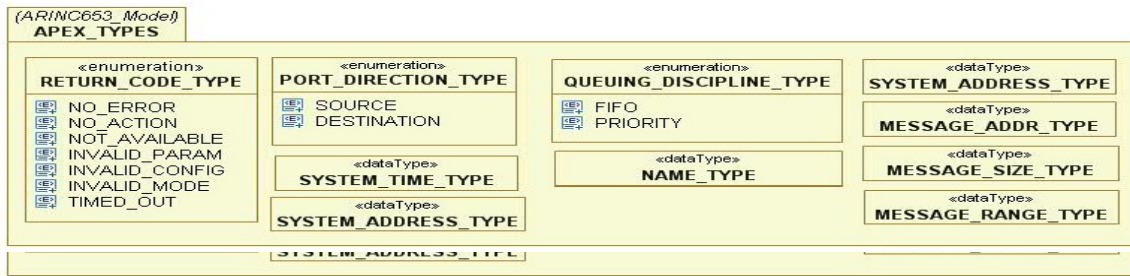 (ARINC653_Model)
APEX_TYPES
«enumeration»
RETURN_CODE_TYPE
NO_ERROR
NO_ACTION
NOT_AVAILABLE
INVALID_PARAM
INVALID_CONFIG
INVALID_MODE
TIMED_OUT
«enumeration»
PORT_DIRECTION_TYPE
SOURCE
DESTINATION
«dataType»
SYSTEM_TIME_TYPE
«dataType»
SYSTEM_ADDRESS_TYPE
«enumeration»
QUEUING_DISCIPLINE_TYPE
FIFO
PRIORITY
«dataType»
NAME_TYPE
«dataType»
SYSTEM_ADDRESS_TYPE
«dataType»
MESSAGE_ADDR_TYPE
«dataType»
MESSAGE_SIZE_TYPE
«dataType»
MESSAGE_RANGE_TYPE
SYSTEM_ADDRESS_TYPE